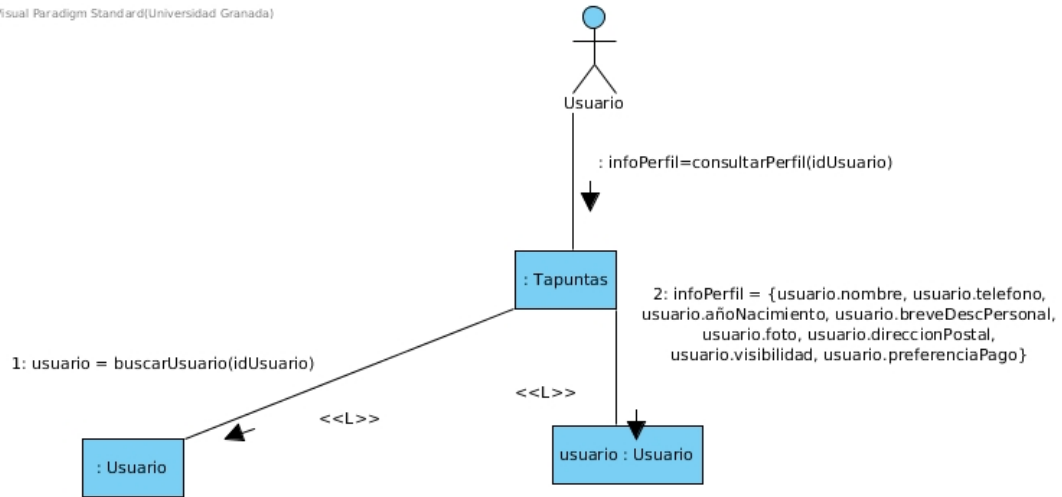 Visual Paradigm Standard(Universidad Granada)
Usuario
: infoPerfil=consultarPerfil(idUsuario)
: Tapuntas
2: infoPerfil = {usuario.nombre, usuario.telefono,
usuario.añoNacimiento, usuario.breveDescPersonal,
usuario.foto, usuario.direccionPostal,
usuario.visibilidad, usuario.preferenciaPago}
1: usuario = buscarUsuario(idUsuario)
<<L>>
<<L>>
: Usuario
usuario : Usuario